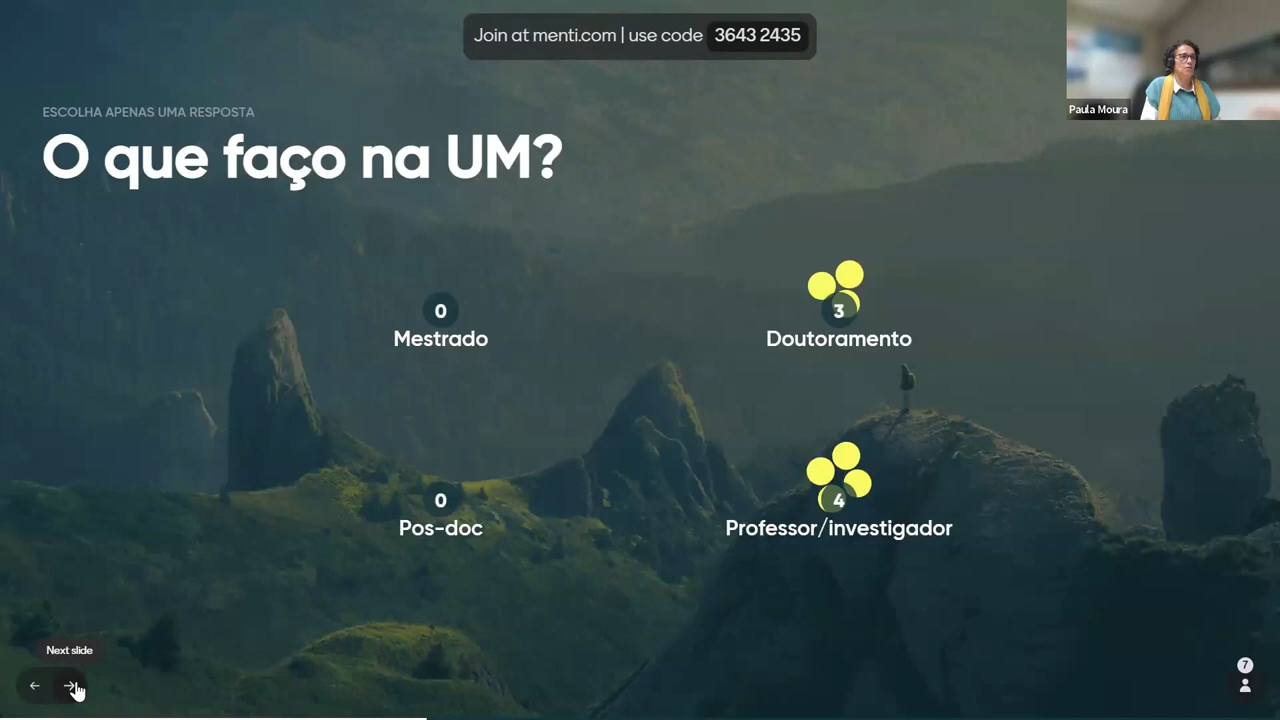 Join at menti.com | use code 3643 2435
Paula Moura
ESCOLHA APENAS UMA RESPOSTA
O que faço na UM?
0
Mestrado
3
Doutoramento
0
Pos-doc
4
Professor/investigador
Next slide
7